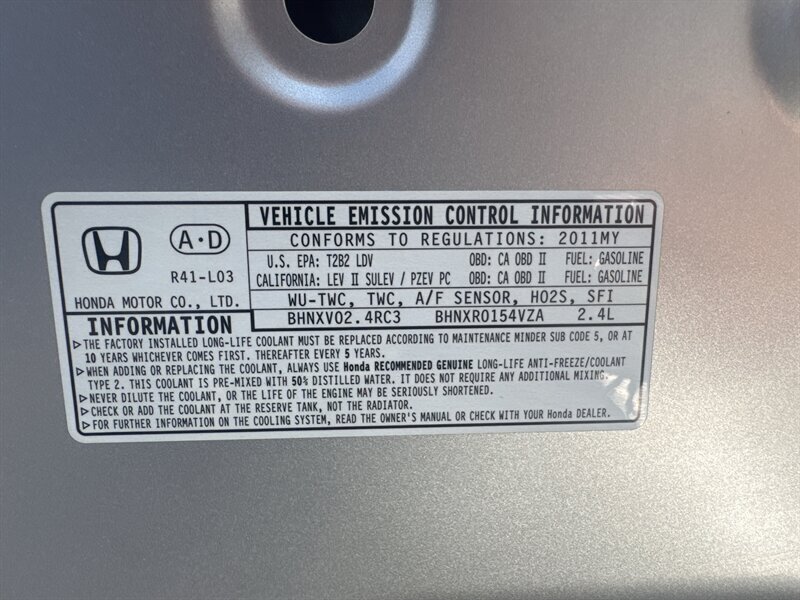 VEHICLE EMISSION CONTROL INFORMATION
A·D
R41-L03
HONDA MOTOR CO., LTD.
CONFORMS TO REGULATIONS: 2011MY
U.S. EPA: T2B2 LDV OBD: CA OBD II FUEL: GASOLINE
CALIFORNIA: LEV II SULEV / PZEV PC OBD: CA OBD II FUEL: GASOLINE
WU-TWC, TWC, A/F SENSOR, HO2S, SFI
BHNXV02.4RC3 BHNXR0154VZA 2.4L
INFORMATION
▷THE FACTORY INSTALLED LONG-LIFE COOLANT MUST BE REPLACED ACCORDING TO MAINTENANCE MINDER SUB CODE 5, OR AT
10 YEARS WHICHEVER COMES FIRST. THEREAFTER EVERY 5 YEARS.
▷WHEN ADDING OR REPLACING THE COOLANT, ALWAYS USE Honda RECOMMENDED GENUINE LONG-LIFE ANTI-FREEZE/COOLANT
TYPE 2. THIS COOLANT IS PRE-MIXED WITH 50% DISTILLED WATER. IT DOES NOT REQUIRE ANY ADDITIONAL MIXING.
▷NEVER DILUTE THE COOLANT, OR THE LIFE OF THE ENGINE MAY BE SERIOUSLY SHORTENED.
▷CHECK OR ADD THE COOLANT AT THE RESERVE TANK, NOT THE RADIATOR.
▷FOR FURTHER INFORMATION ON THE COOLING SYSTEM, READ THE OWNER'S MANUAL OR CHECK WITH YOUR Honda DEALER.